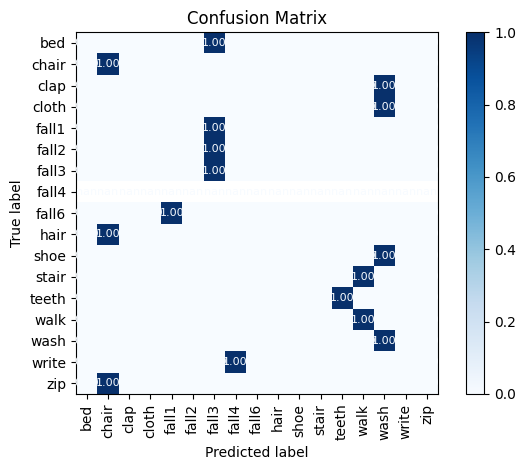 Confusion Matrix
bed 1.00
chair 1.00
clap 1.00
cloth 1.00
fall1 1.00
fall2 1.00
fall3 1.00
fall4
fall6 1.00
hair 1.00
shoe 1.00
stair 1.00
teeth 1.00
walk 1.00
wash 1.00
write 1.00
zip 1.00
True label
bed chair clap cloth fall1 fall2 fall3 fall4 fall6 hair shoe stair teeth walk wash write zip
Predicted label
1.0
0.8
0.6
0.4
0.2
0.0